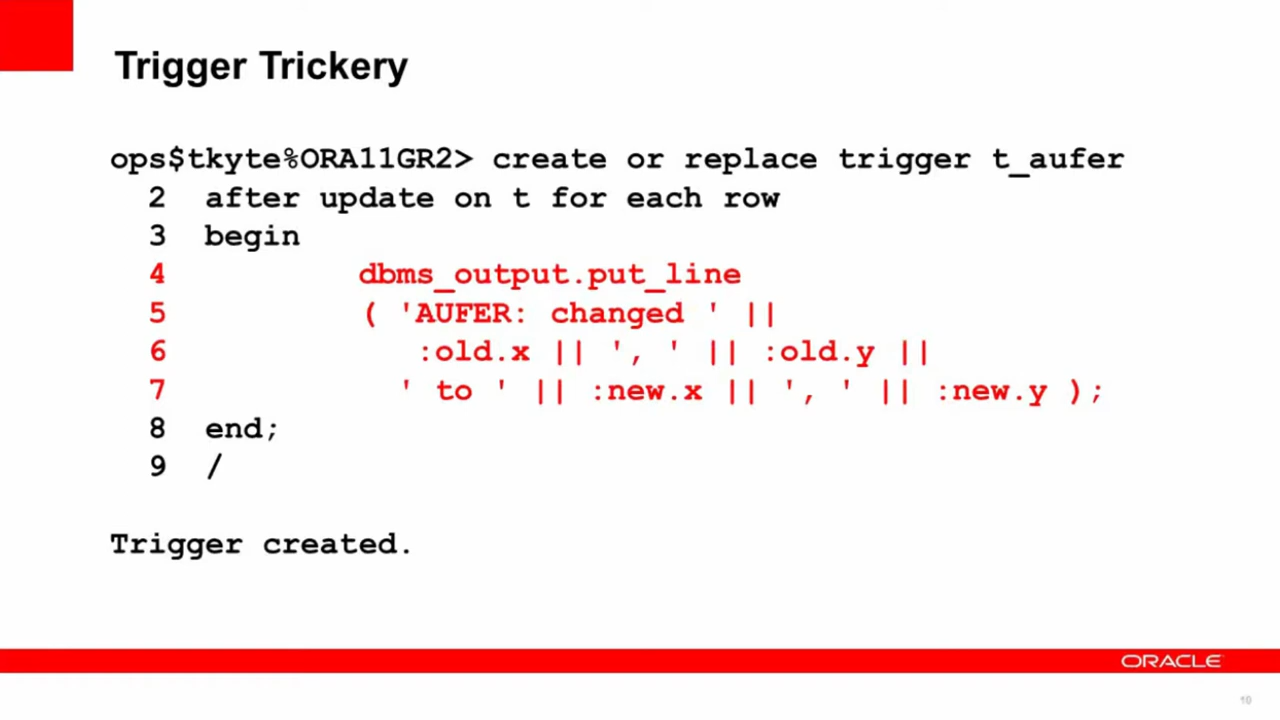 Trigger Trickery
ops$tkyte%ORA11GR2> create or replace trigger t_aufer
2 after update on t for each row
3 begin
4 dbms_output.put_line
5 ( 'AUFER: changed ' ||
6 :old.x || ', ' || :old.y ||
7 ' to ' || :new.x || ', ' || :new.y );
8 end;
9 /
Trigger created.
ORACLE